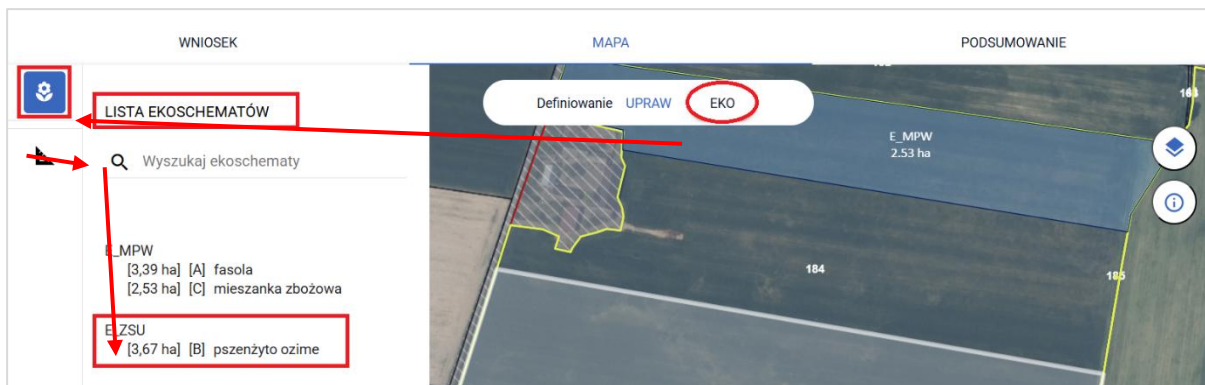 WNIOSEK
MAPA
PODSUMOWANIE
LISTA EKOSCHEMATÓW
Definiowanie UPRAW EKO
Wyszukaj ekoschematy
E_MPW
2.53 ha
E_MPW
[3,39 ha] [A] fasola
[2,53 ha] [C] mieszanka zbożowa
184
E_ZSU
[3,67 ha] [B] pszenżyto ozime